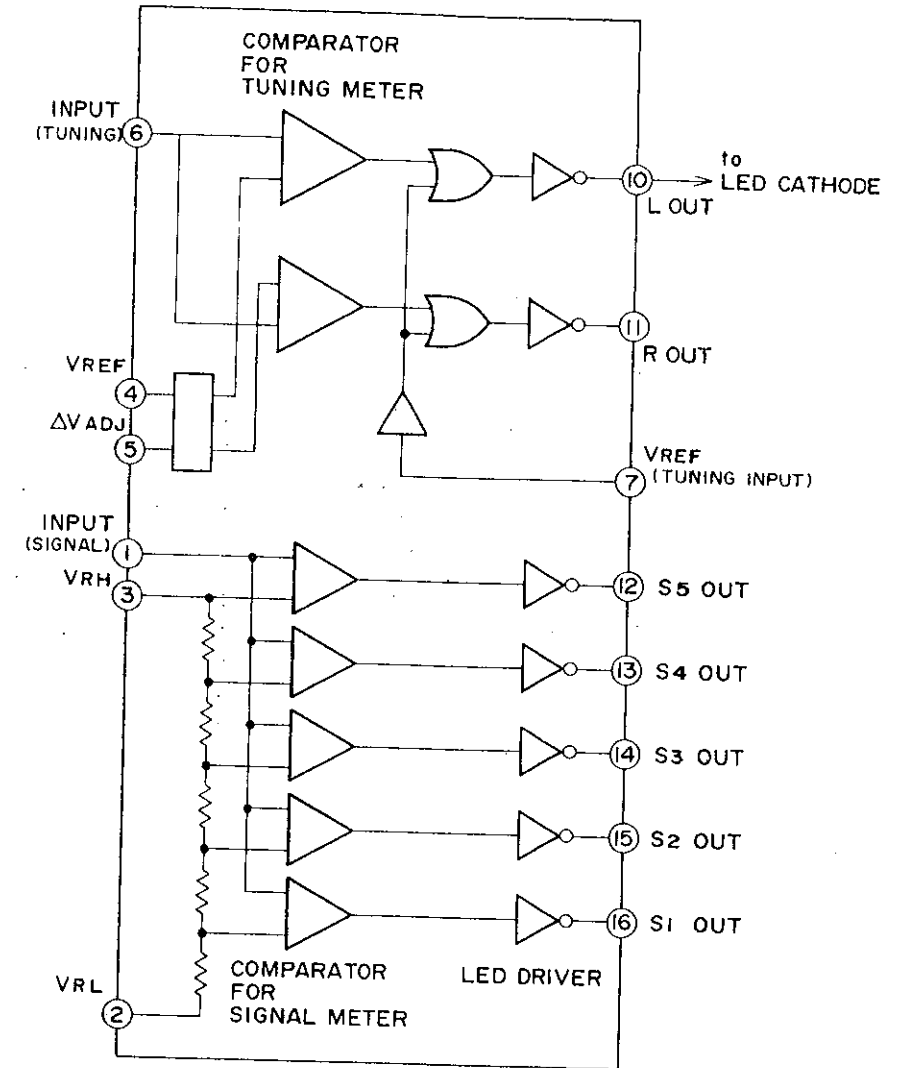 COMPARATOR
FOR
TUNING METER
INPUT
(TUNING)
6
10
to
LED CATHODE
L OUT
11
R OUT
VREF
4
ΔV ADJ
5
VREF
(TUNING INPUT)
7
INPUT
(SIGNAL)
1
VRH
3
12 S5 OUT
13 S4 OUT
14 S3 OUT
15 S2 OUT
16 S1 OUT
VRL
2
COMPARATOR
FOR
SIGNAL METER
LED DRIVER